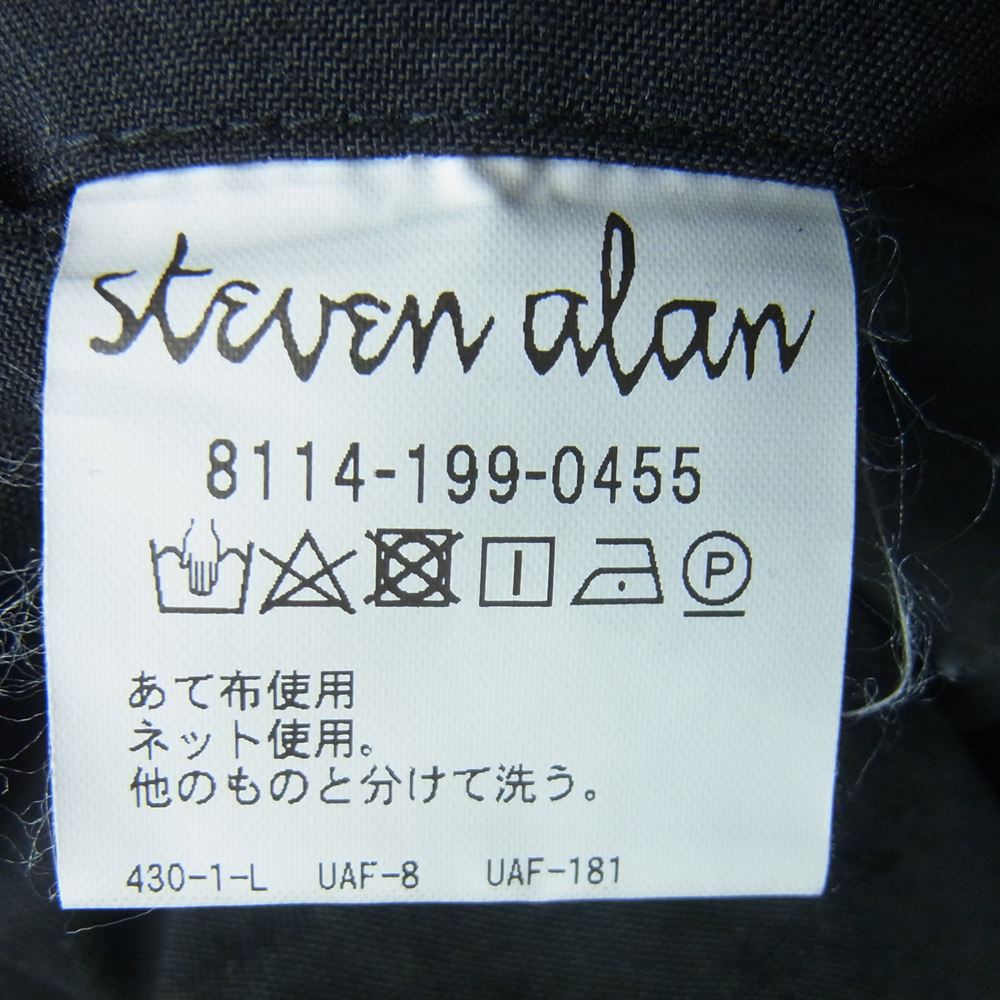 steven alan
8114-199-0455
P
あて布使用
ネット使用。
他のものと分けて洗う。
430-1-L UAF-8 UAF-181